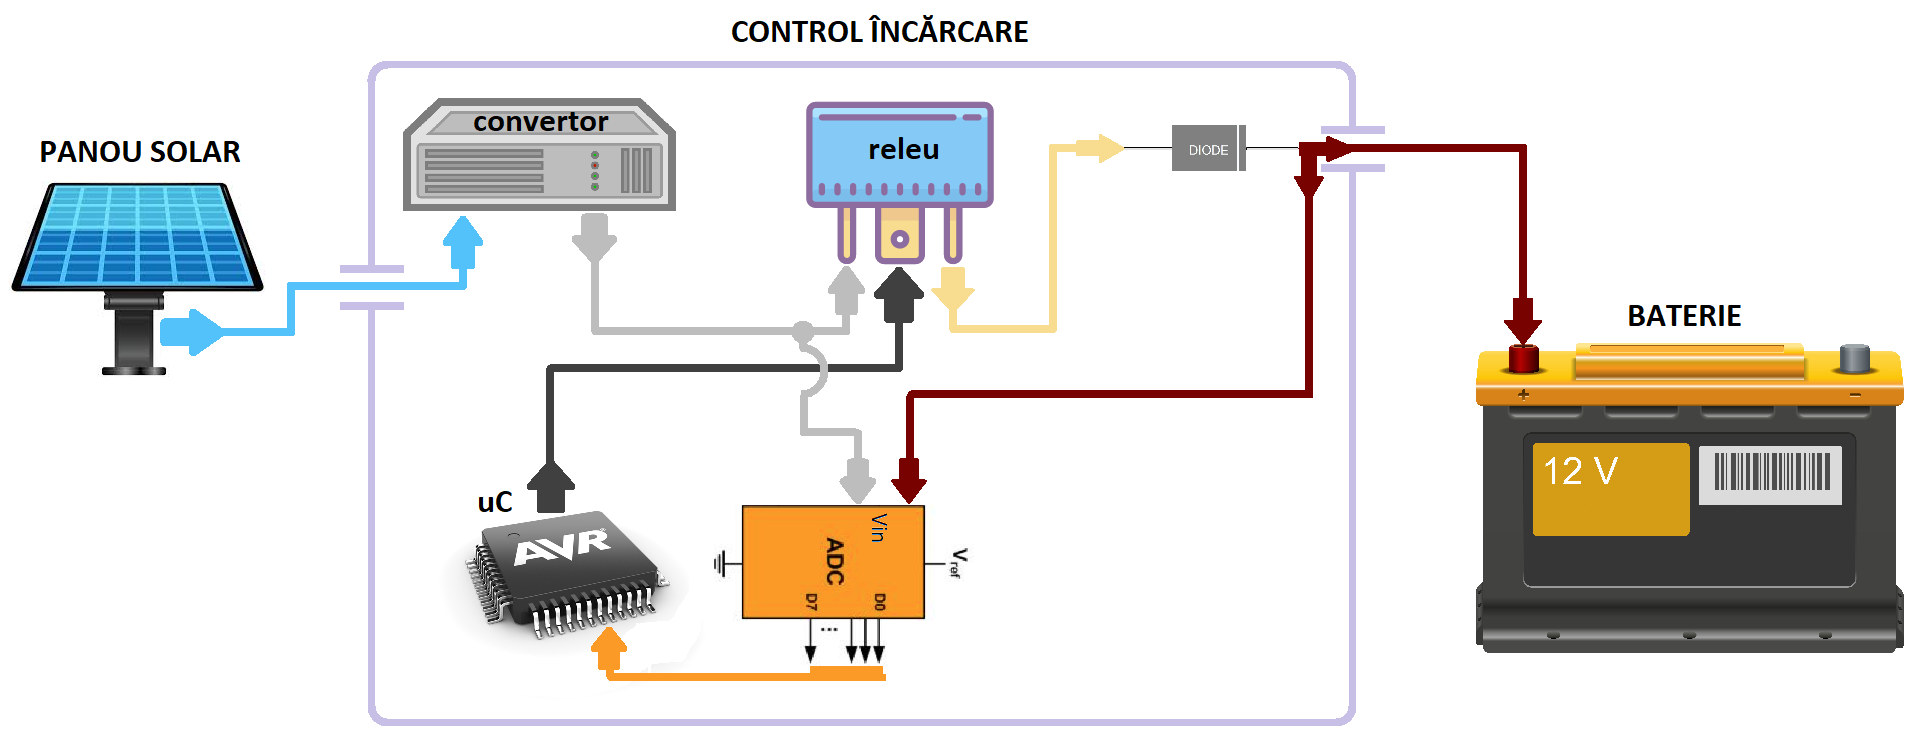 CONTROL ÎNCĂRCARE
PANOU SOLAR
convertor
releu
DIODE
BATERIE
+
−
12 V
uC
AVR
Vin
ADC
Vref
D7
...
D0